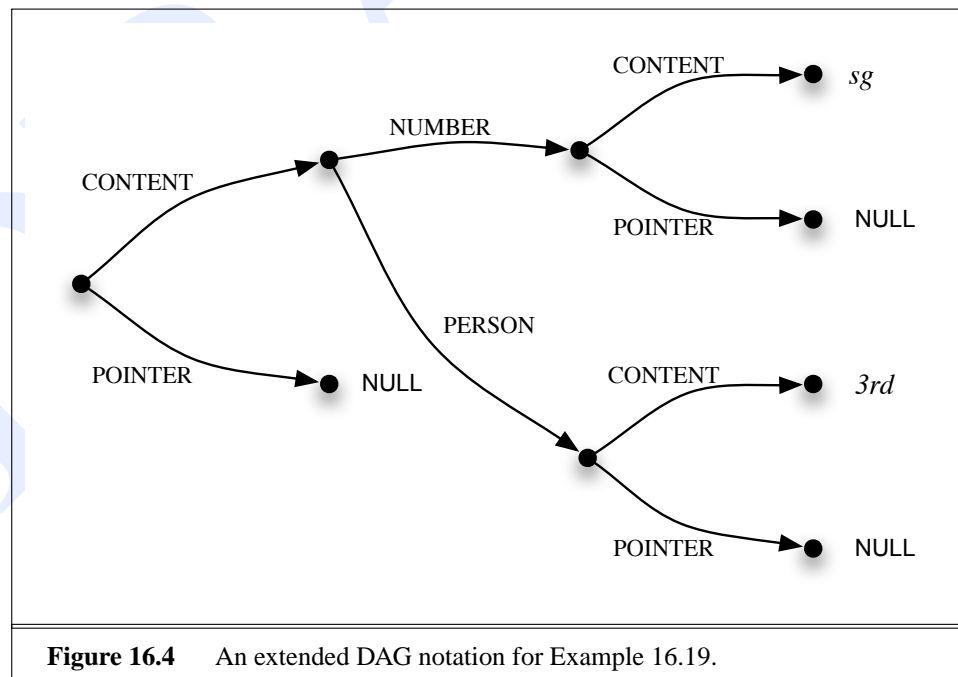 CONTENT
sg
NUMBER
CONTENT
POINTER
NULL
PERSON
POINTER
NULL
CONTENT
3rd
POINTER
NULL
Figure 16.4 An extended DAG notation for Example 16.19.